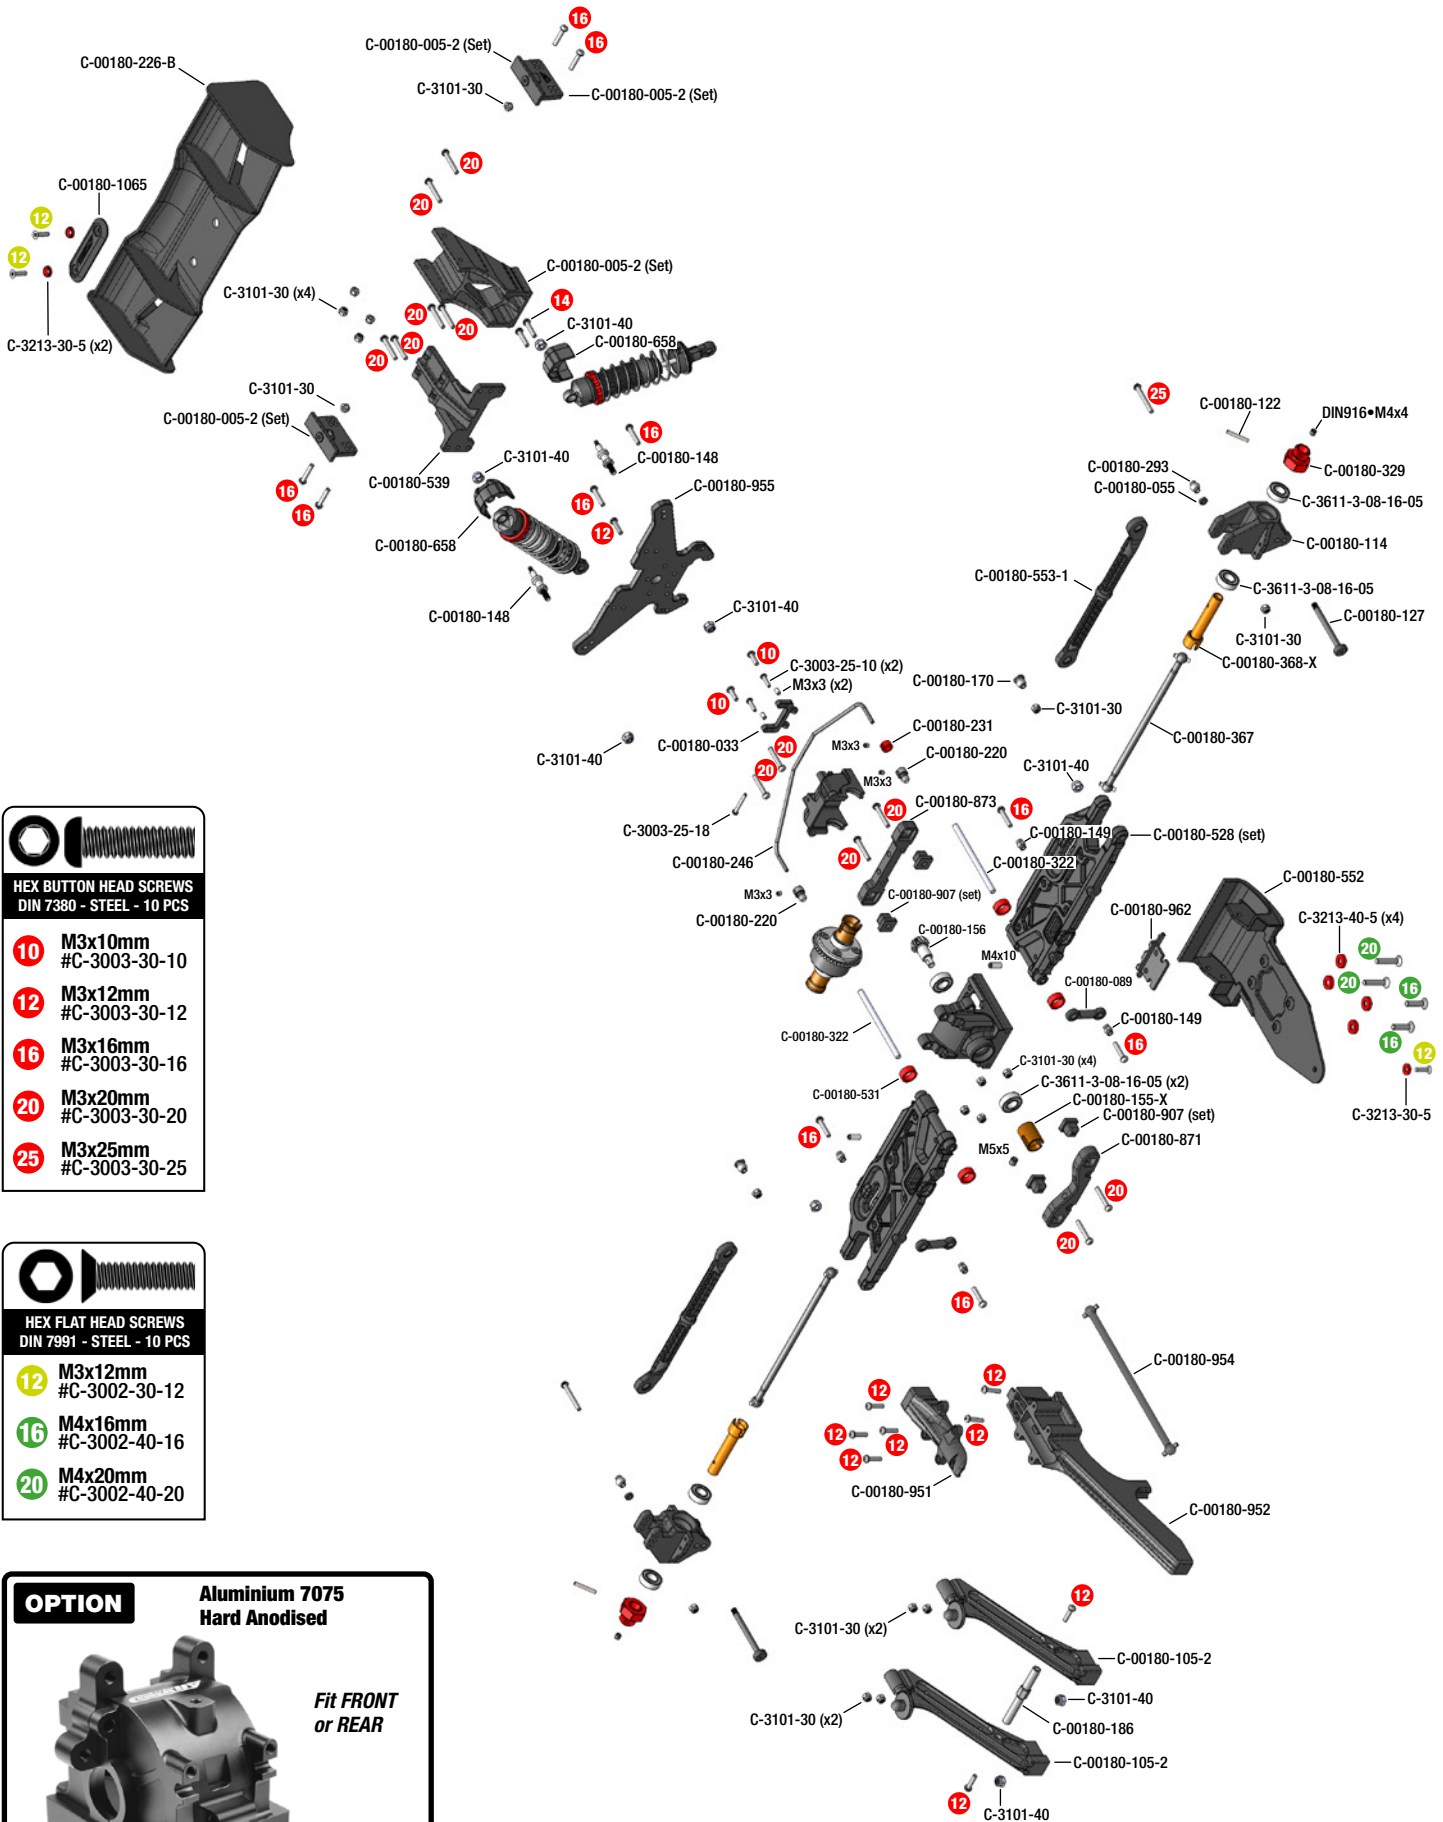 16
C-00180-005-2 (Set)
16
C-00180-226-B
C-3101-30
C-00180-005-2 (Set)
20
20
C-00180-1065
12
12
C-3213-30-5 (x2)
C-00180-005-2 (Set)
C-3101-30 (x4)
14
20
20
C-3101-40
C-00180-658
20
20
C-3101-30
C-00180-005-2 (Set)
16
16
C-00180-539
C-3101-40
16
C-00180-148
C-00180-955
16
12
C-00180-658
C-00180-148
C-3101-40
25
C-00180-122
DIN916•M4x4
C-00180-329
C-00180-293
C-00180-055
C-3611-3-08-16-05
C-00180-114
C-00180-553-1
C-3611-3-08-16-05
C-00180-127
C-3101-30
C-00180-368-X
10
C-3003-25-10 (x2)
M3x3 (x2)
10
C-00180-170
C-3101-30
C-00180-367
C-00180-033
C-3101-40
M3x3
C-00180-231
C-00180-220
M3x3
20
20
C-3101-40
C-3003-25-18
C-00180-873
20
16
C-00180-149
C-00180-528 (set)
C-00180-246
20
C-00180-322
M3x3
C-00180-220
C-00180-907 (set)
C-00180-552
C-00180-962
C-3213-40-5 (x4)
C-00180-156
M4x10
20
20
16
C-00180-089
C-00180-149
16
16
12
C-3213-30-5
C-00180-322
C-3101-30 (x4)
C-00180-531
C-3611-3-08-16-05 (x2)
C-00180-155-X
C-00180-907 (set)
16
M5x5
C-00180-871
20
20
16
HEX BUTTON HEAD SCREWS
DIN 7380 - STEEL - 10 PCS
10 M3x10mm
#C-3003-30-10
12 M3x12mm
#C-3003-30-12
16 M3x16mm
#C-3003-30-16
20 M3x20mm
#C-3003-30-20
25 M3x25mm
#C-3003-30-25
HEX FLAT HEAD SCREWS
DIN 7991 - STEEL - 10 PCS
12 M3x12mm
#C-3002-30-12
16 M4x16mm
#C-3002-40-16
20 M4x20mm
#C-3002-40-20
C-00180-954
12
12
12
12
12
12
C-00180-951
C-00180-952
12
C-3101-30 (x2)
C-00180-105-2
C-3101-40
C-3101-30 (x2)
C-00180-186
C-00180-105-2
12
C-3101-40
OPTION
Aluminium 7075
Hard Anodised
Fit FRONT
or REAR